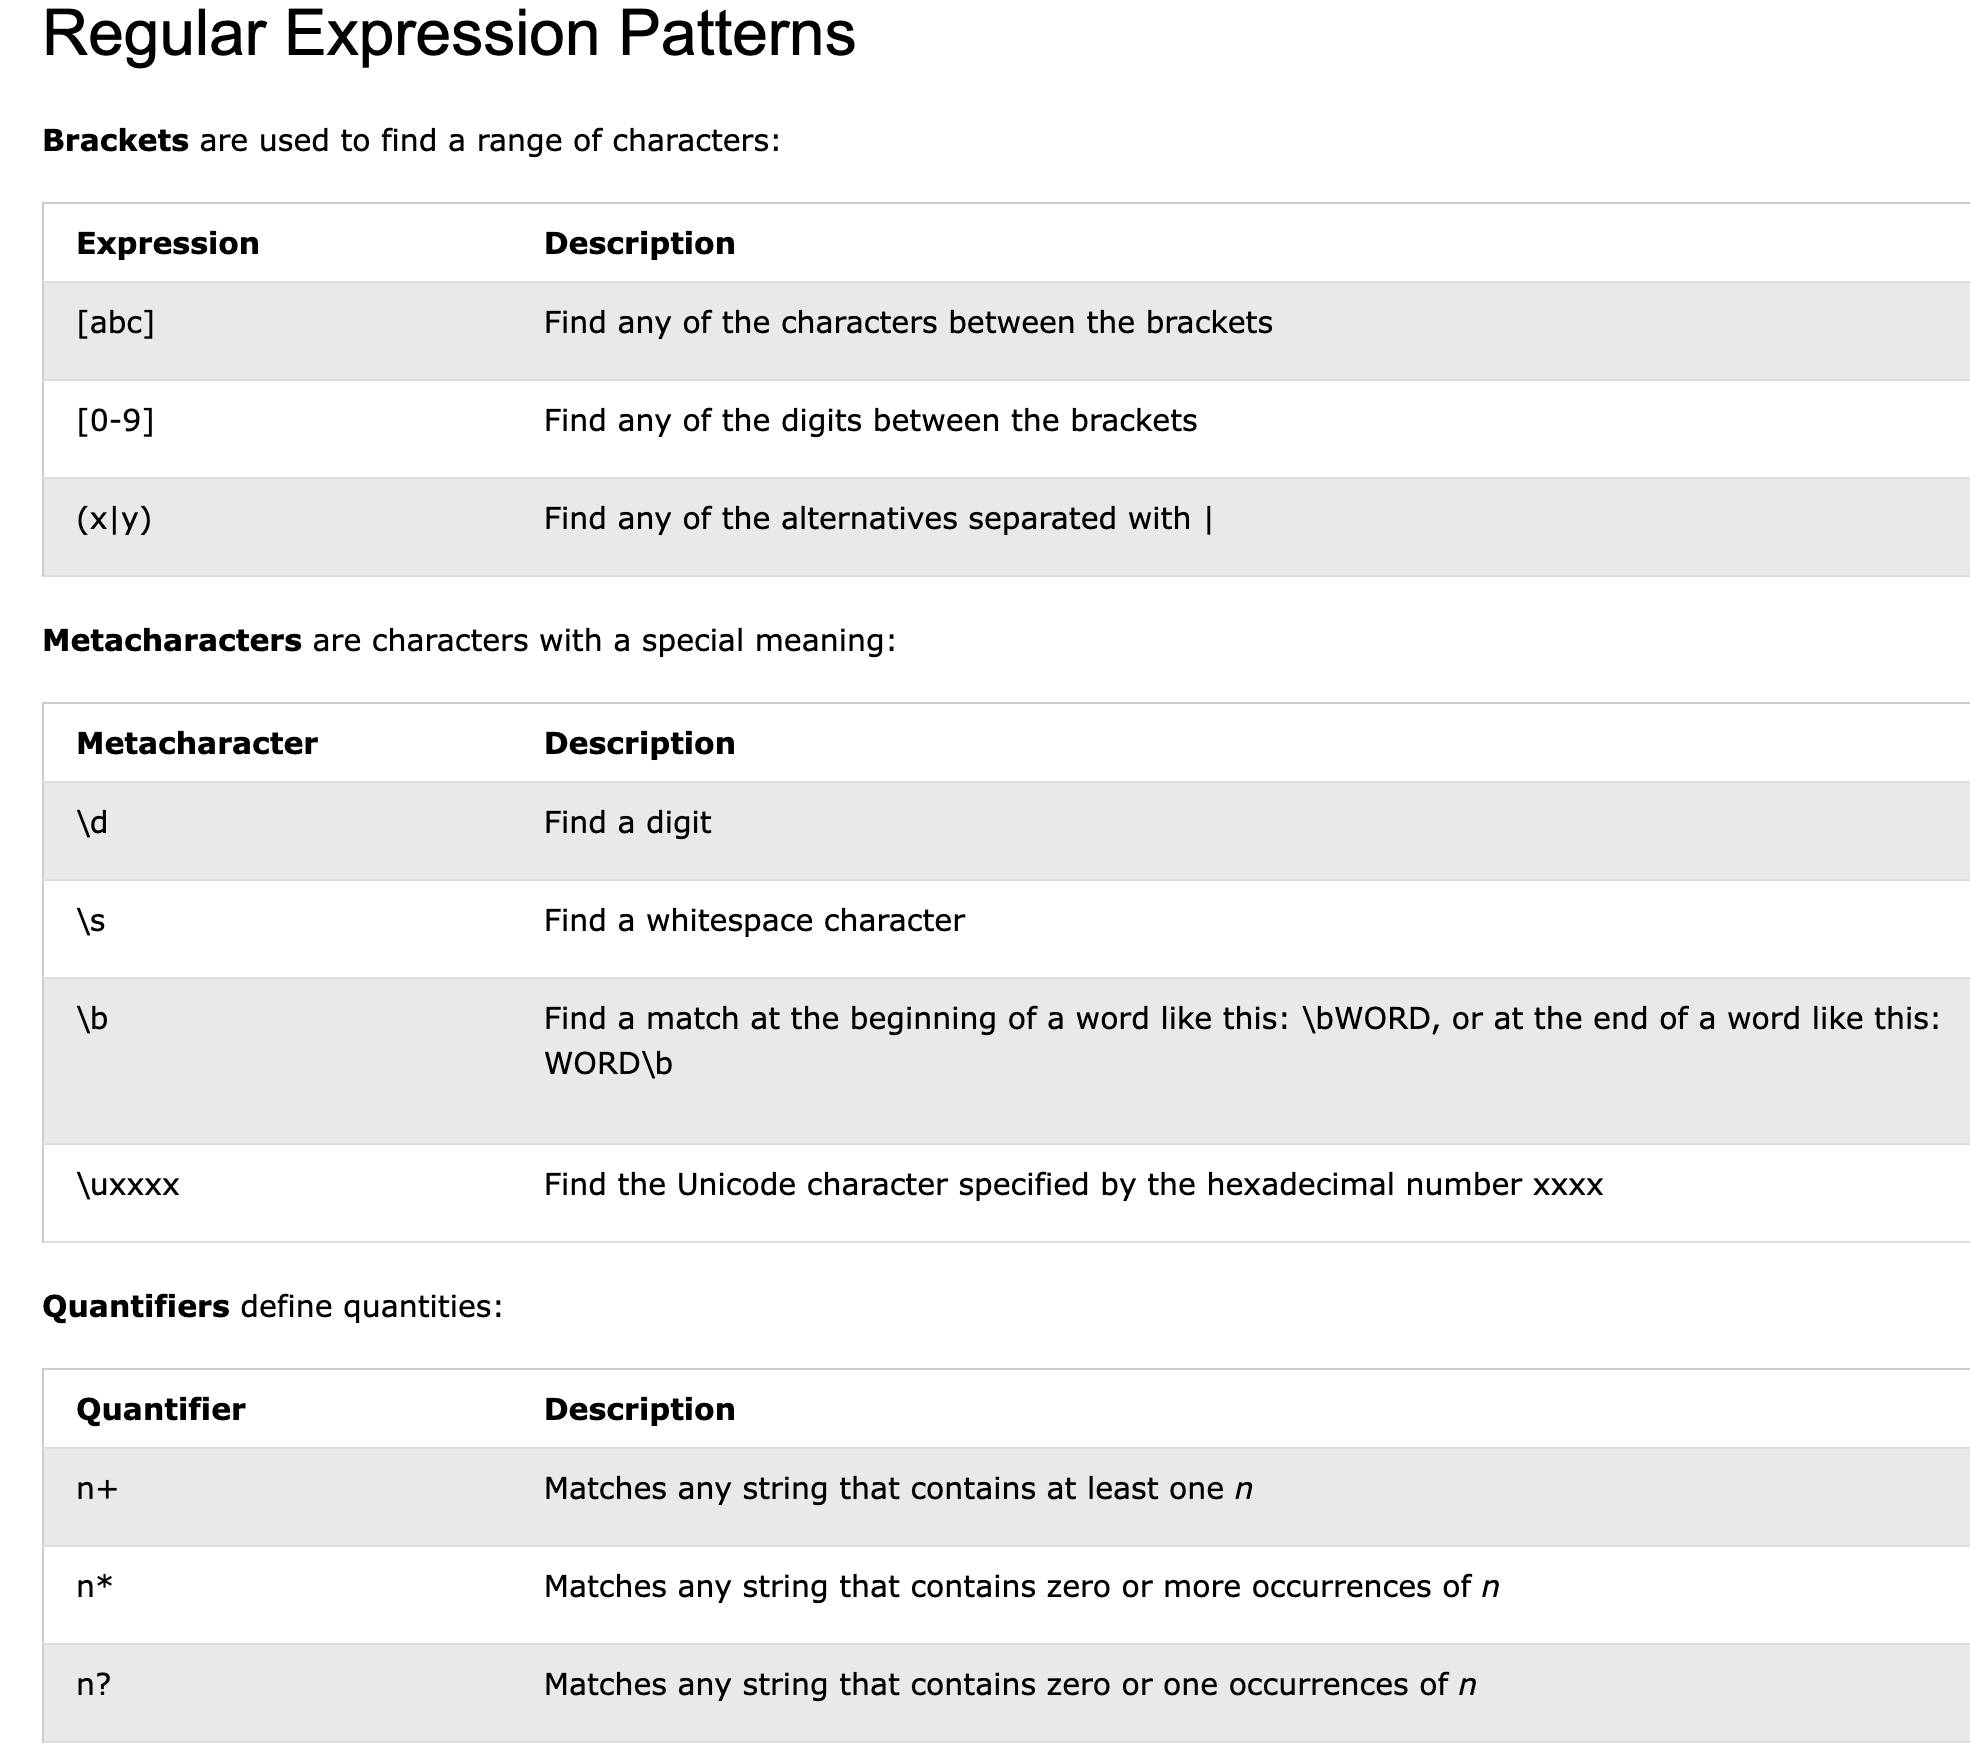 Regular Expression Patterns
Brackets are used to find a range of characters:
Expression Description
[abc] Find any of the characters between the brackets
[0-9] Find any of the digits between the brackets
(x|y) Find any of the alternatives separated with |
Metacharacters are characters with a special meaning:
Metacharacter Description
\d Find a digit
\s Find a whitespace character
\b Find a match at the beginning of a word like this: \bWORD, or at the end of a word like this:
WORD\b
\uxxxx Find the Unicode character specified by the hexadecimal number xxxx
Quantifiers define quantities:
Quantifier Description
n+ Matches any string that contains at least one n
n* Matches any string that contains zero or more occurrences of n
n? Matches any string that contains zero or one occurrences of n